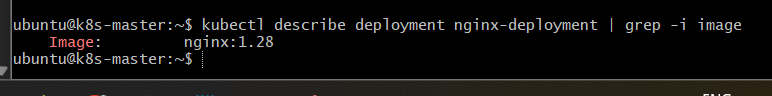 ubuntu@k8s-master:~$ kubectl describe deployment nginx-deployment | grep -i image
    Image:         nginx:1.28
ubuntu@k8s-master:~$